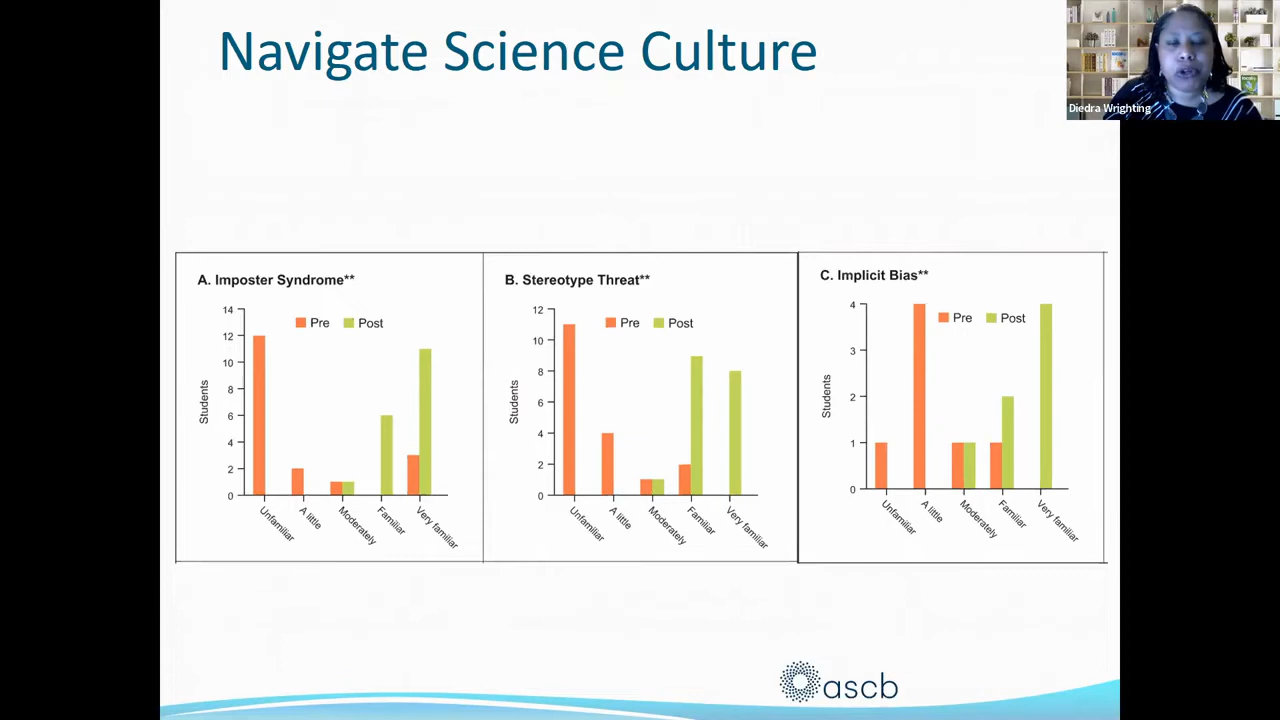 Navigate Science Culture
Diedra Wrighting
A. Imposter Syndrome**
Pre Post
14
12
10
8
6
4
2
0
Students
Unfamiliar
A little
Moderately
Familiar
Very familiar
B. Stereotype Threat**
Pre Post
12
10
8
6
4
2
0
Students
Unfamiliar
A little
Moderately
Familiar
Very familiar
C. Implicit Bias**
Pre Post
4
3
2
1
0
Students
Unfamiliar
A little
Moderately
Familiar
Very familiar
ascb